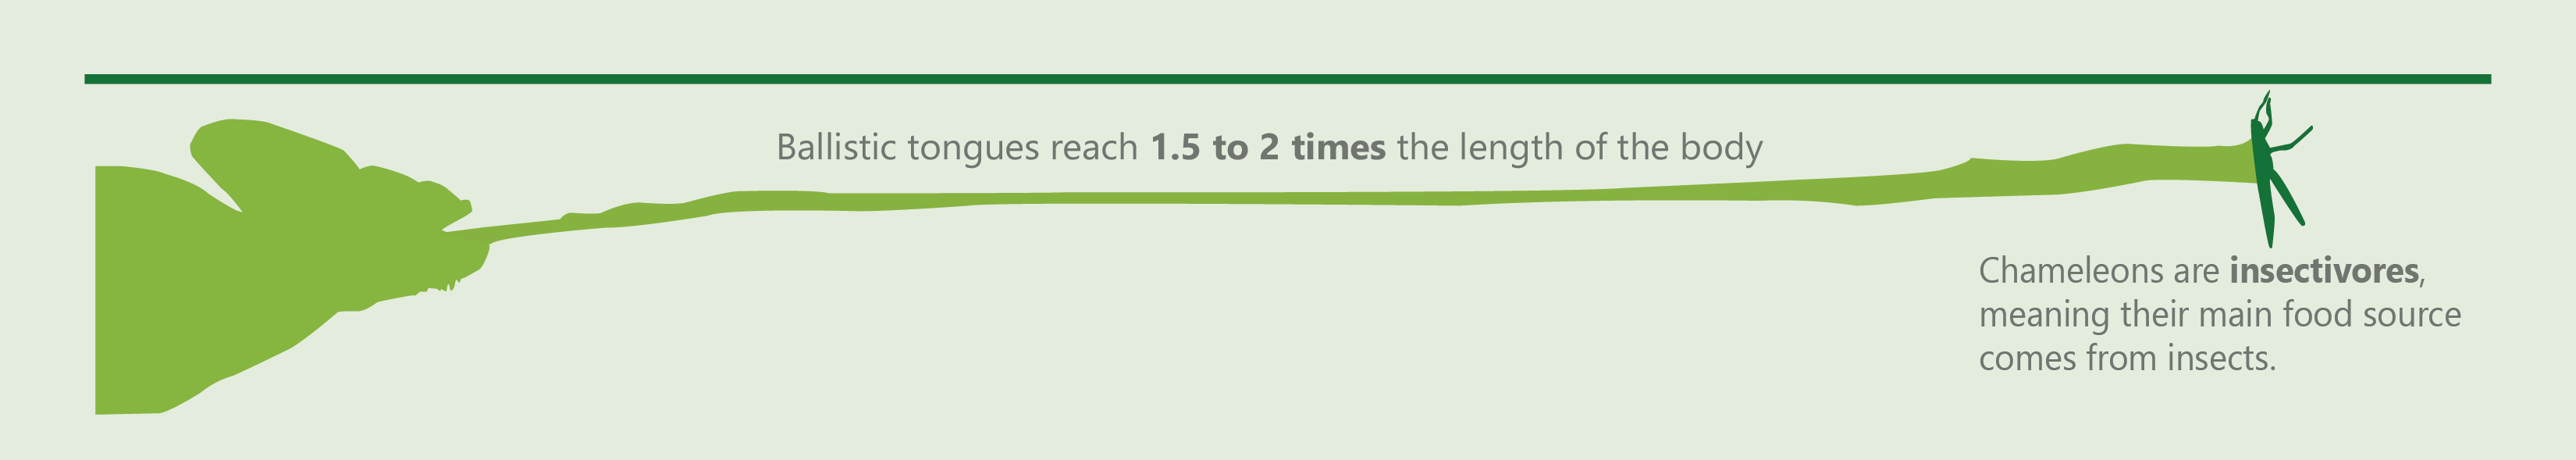 Ballistic tongues reach 1.5 to 2 times the length of the body
Chameleons are insectivores,
meaning their main food source
comes from insects.